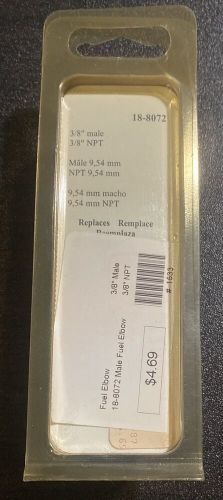 18-8072
3/8" male
3/8" NPT
Mâle 9,54 mm
NPT 9,54 mm
9,54 mm macho
9,54 mm NPT
Replaces Remplace
Reemplaza
Fuel Elbow
18-8072 Male Fuel Elbow
3/8" Male
3/8" NPT
# 1633
$4.69